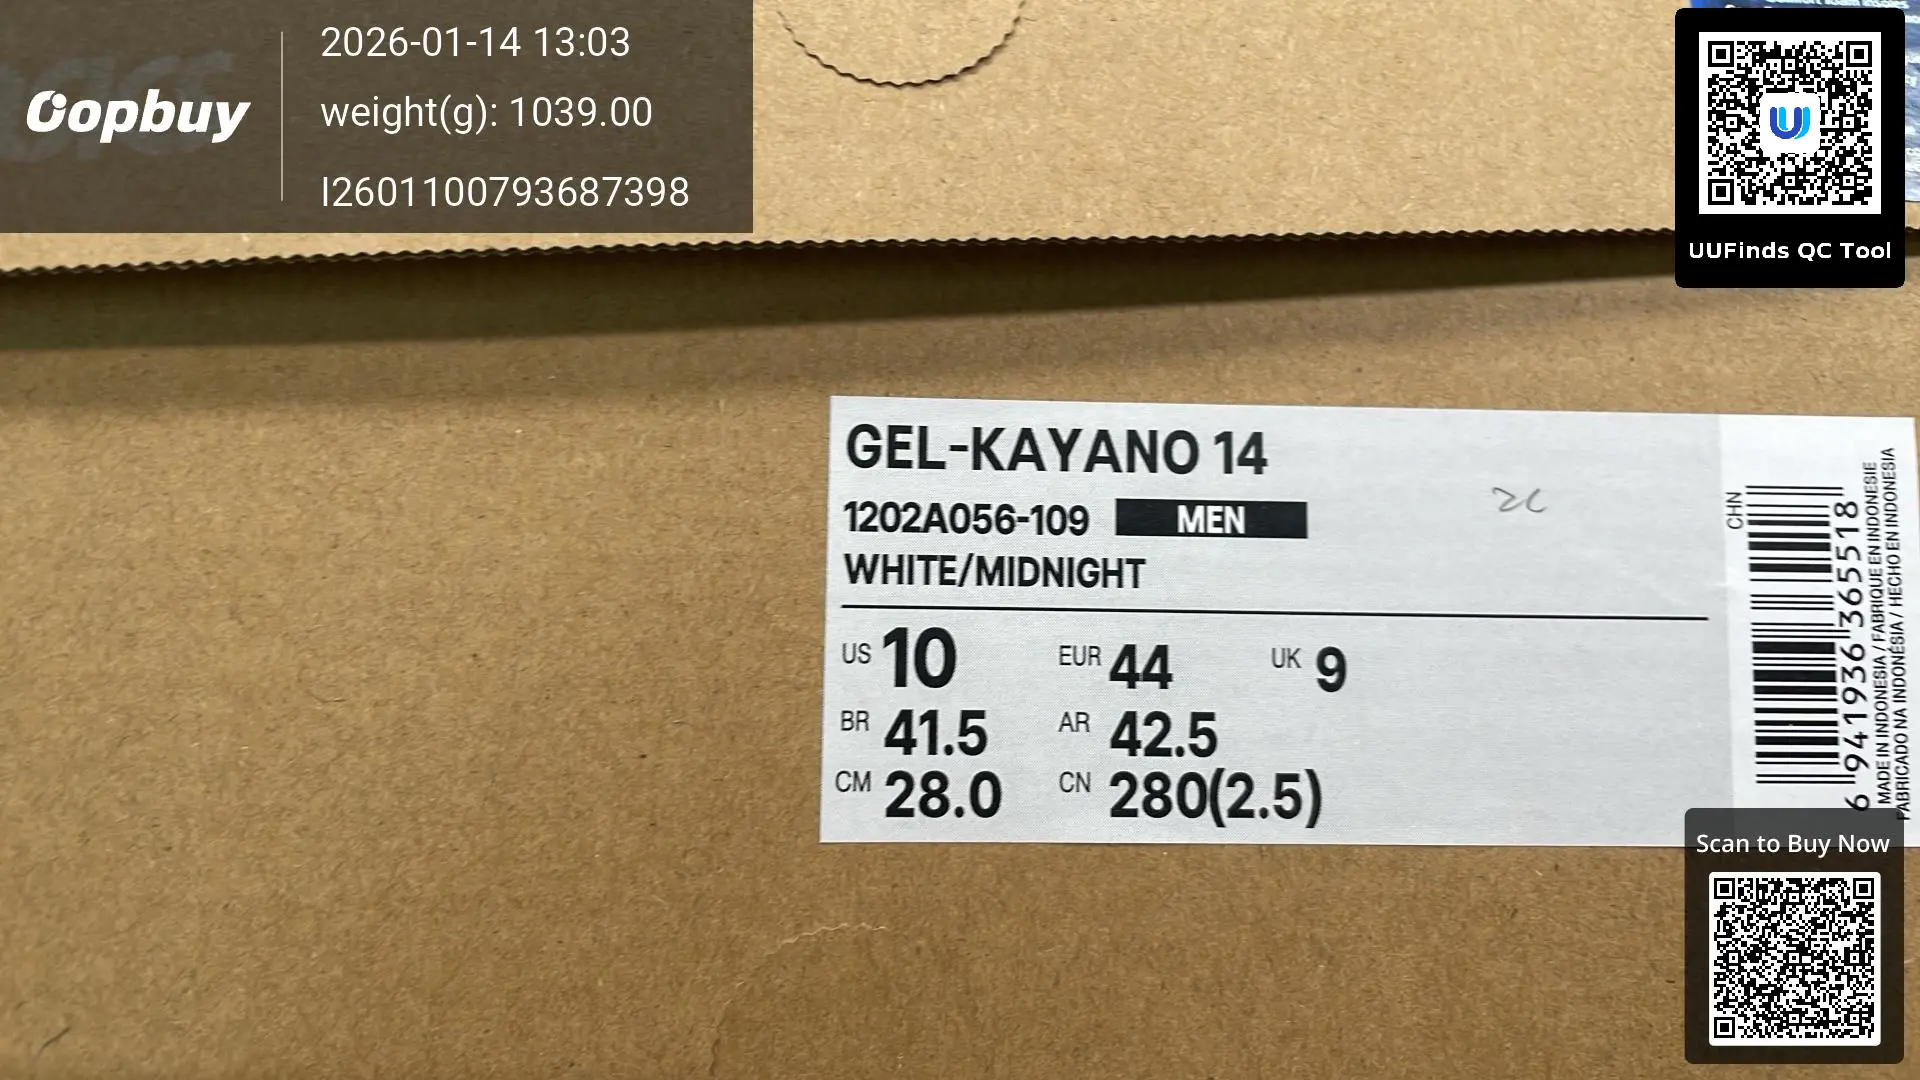 Oopbuy
2026-01-14 13:03
weight(g): 1039.00
I2601100793687398
UUFinds QC Tool
GEL-KAYANO 14
1202A056-109 MEN
WHITE/MIDNIGHT
US 10 EUR 44 UK 9
BR 41.5 AR 42.5
CM 28.0 CN 280(2.5)
CHN
6 941936 365518
MADE IN INDONESIA / FABRIQUE EN INDONESIE
FABRICADO NA INDONÉSIA / HECHO EN INDONESIA
Scan to Buy Now